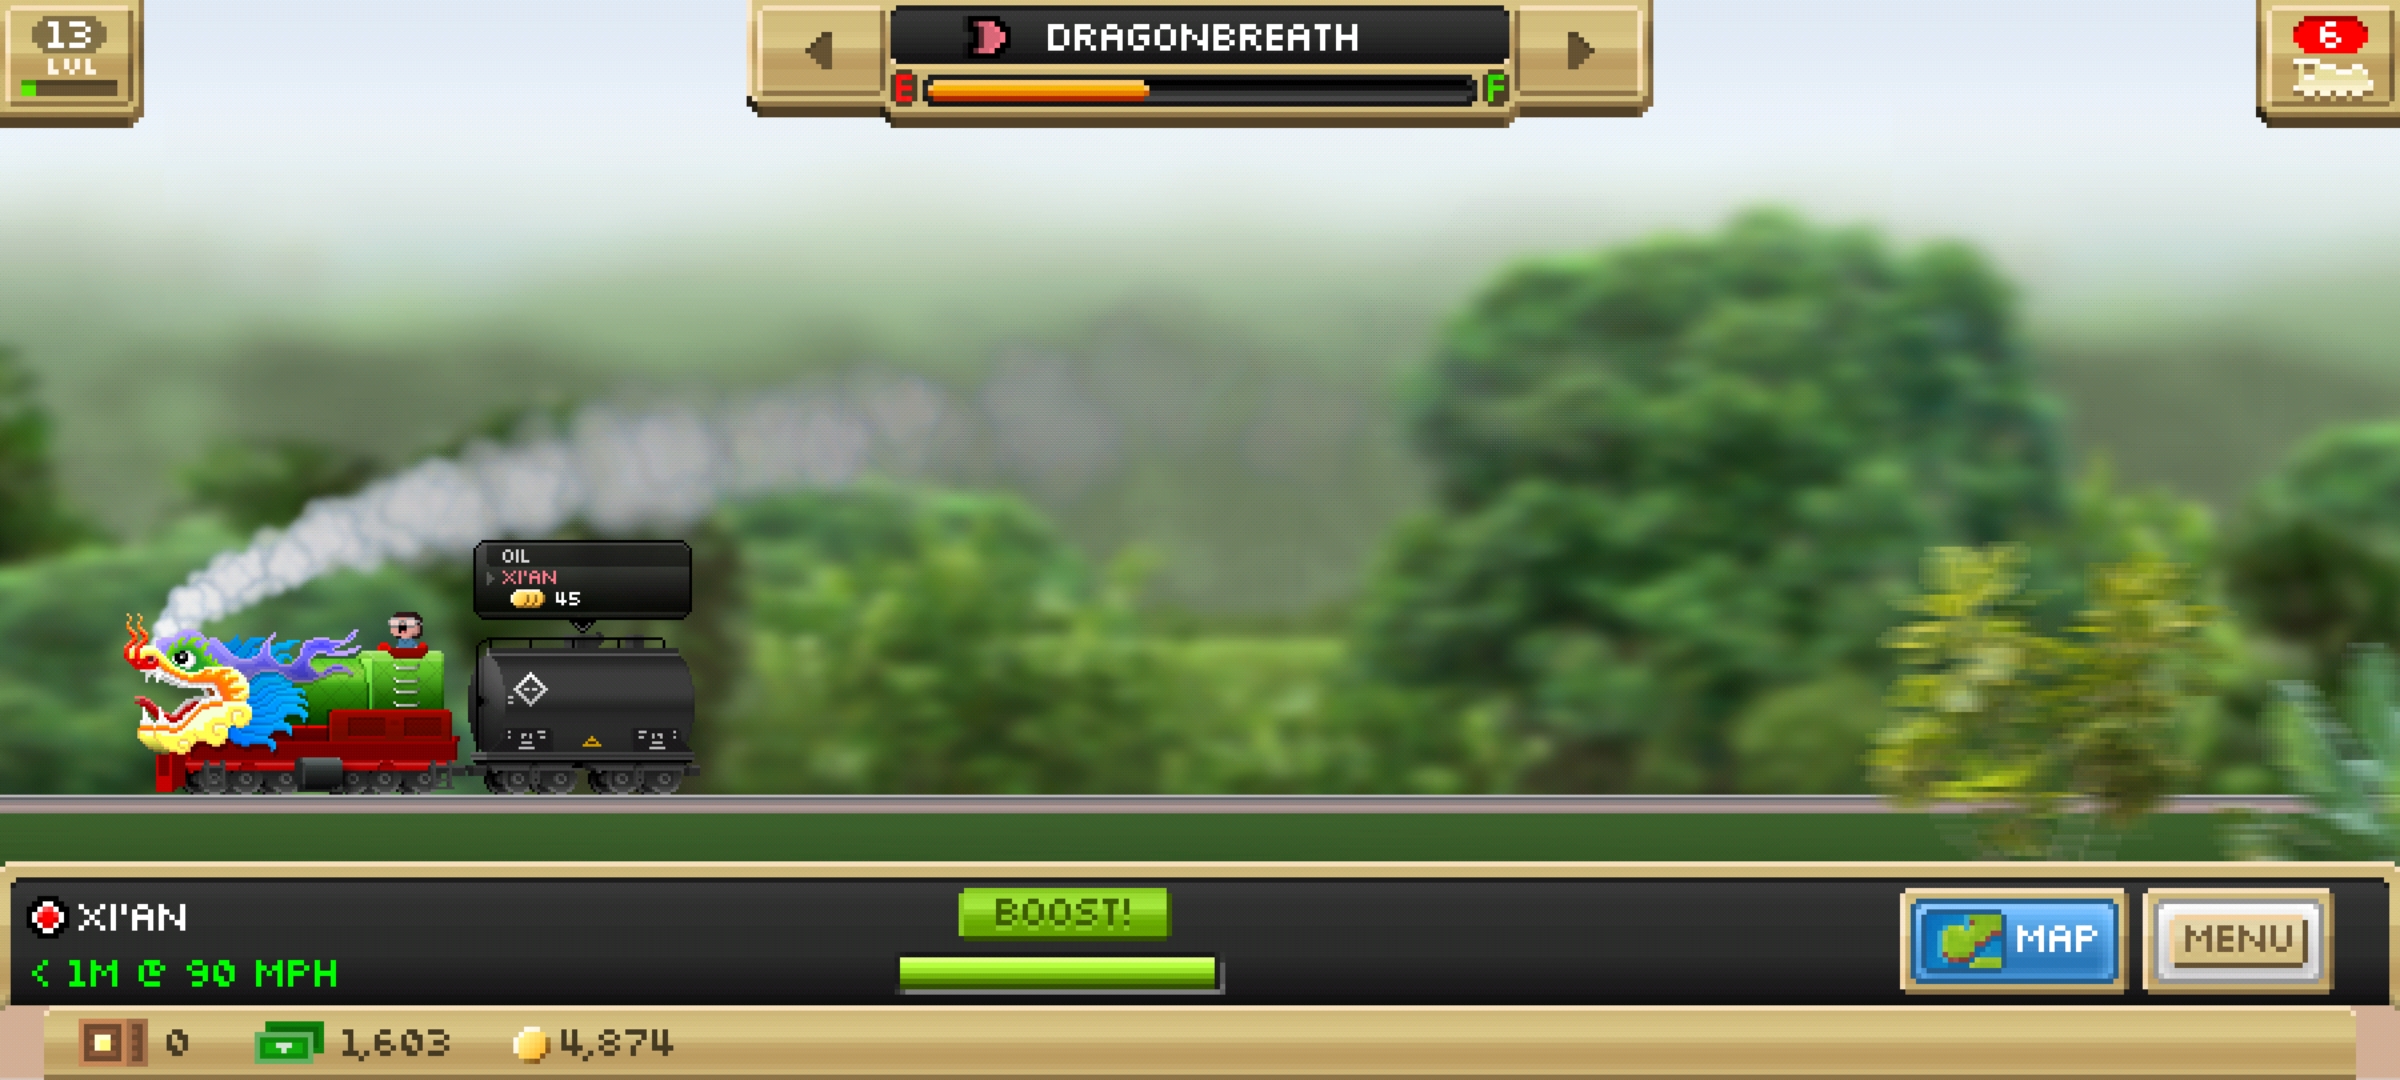 13
LVL
DRAGONBREATH
E F
6
OIL
XI'AN
45
XI'AN
< 1M @ 90 MPH
BOOST!
MAP
MENU
0
1,603
4,874